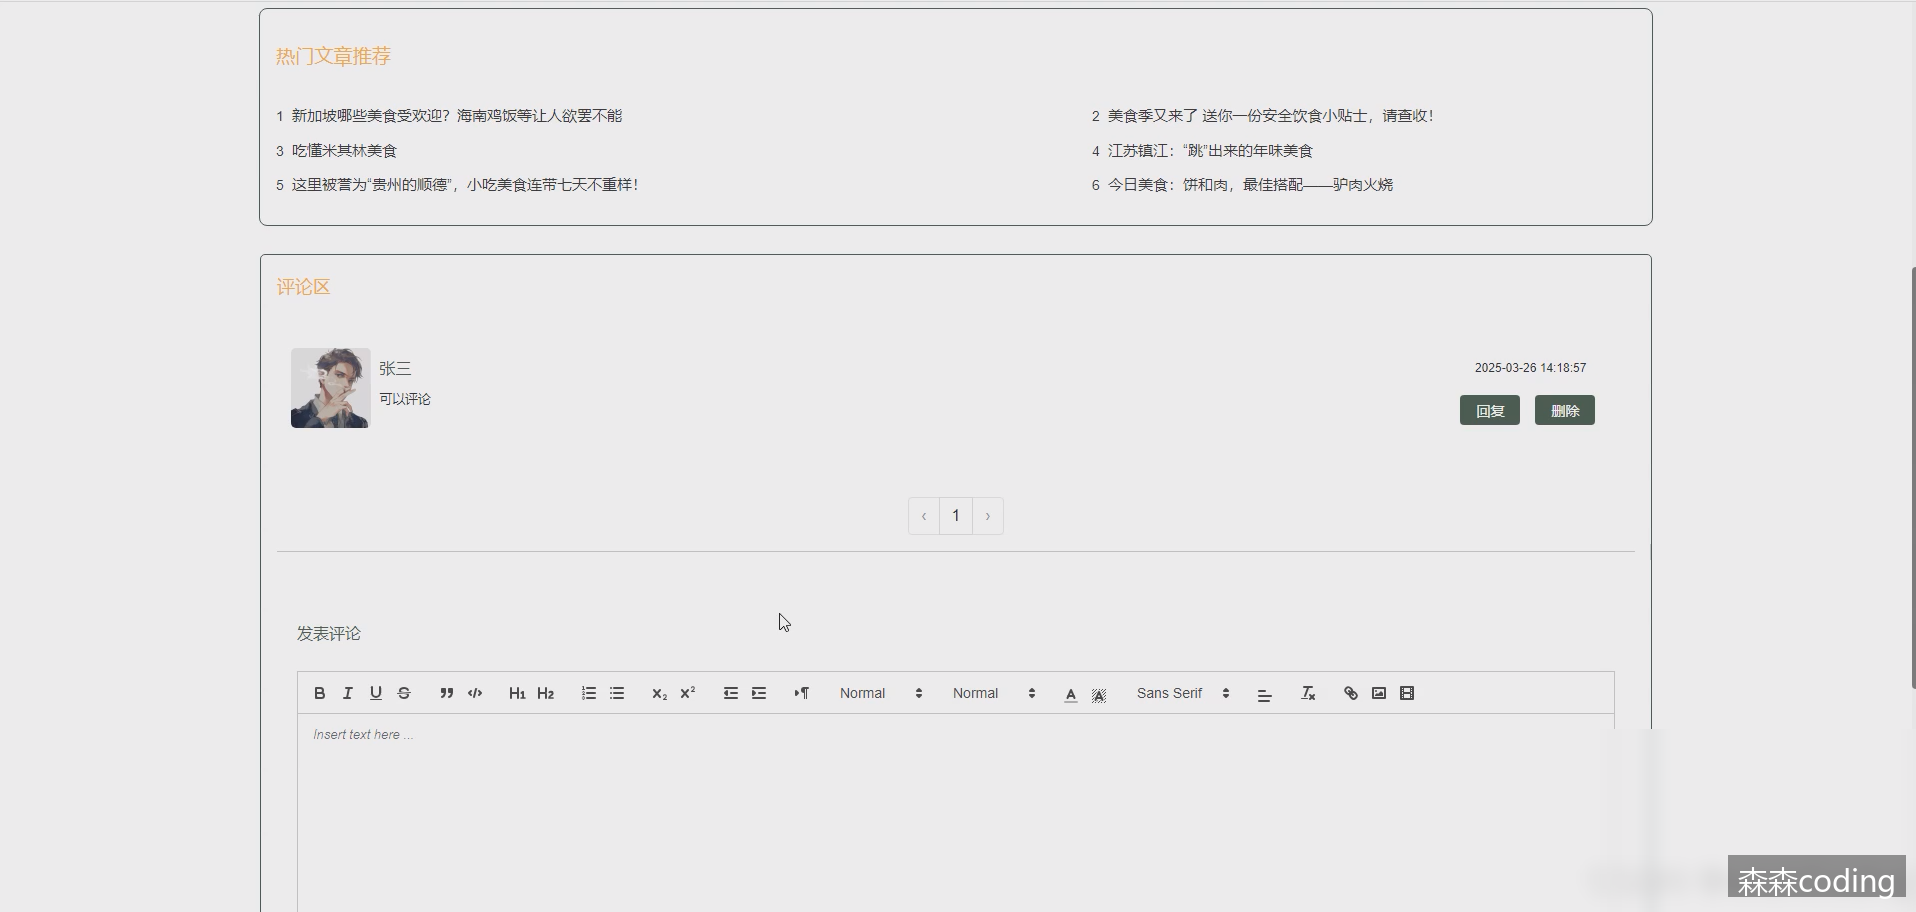 热门文章推荐
1 新加坡哪些美食受欢迎？海南鸡饭等让人欲罢不能
2 美食季又来了 送你一份安全饮食小贴士，请查收！
3 吃懂米其林美食
4 江苏镇江：“跳”出来的年味美食
5 这里被誉为“贵州的顺德”，小吃美食连带七天不重样！
6 今日美食：饼和肉，最佳搭配——驴肉火烧
评论区
张三
2025-03-26 14:18:57
可以评论
回复 删除
‹ 1 ›
发表评论
B I U S H1 H2 X₂ X² Normal Normal A A Sans Serif Tx
Insert text here ...
森森coding